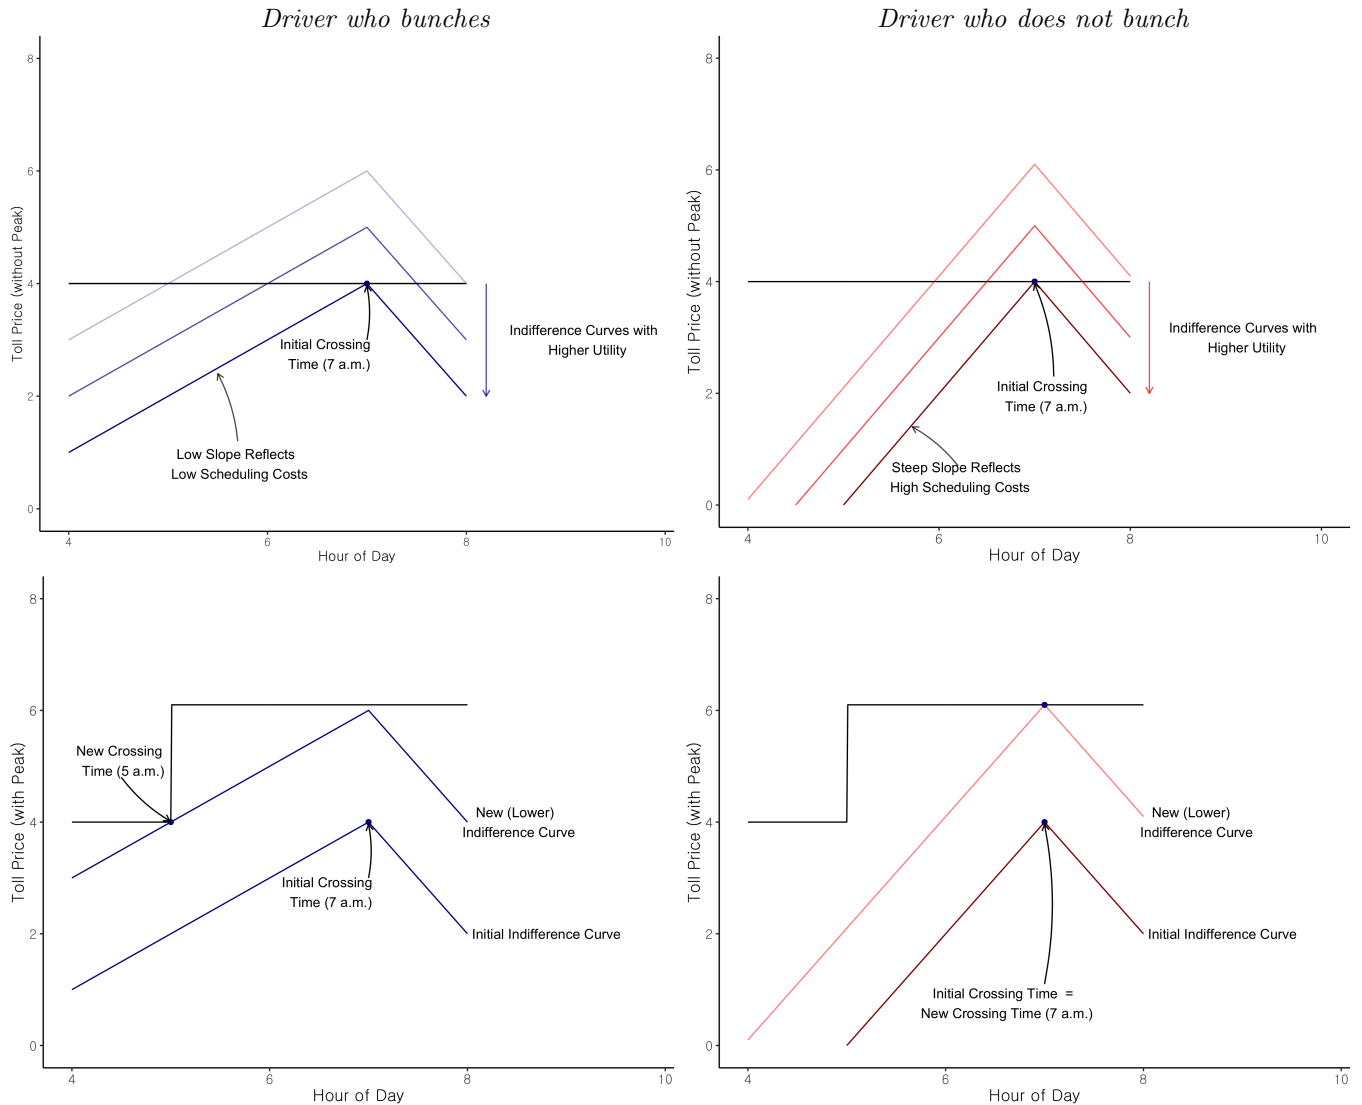 Driver who bunches
Driver who does not bunch
Toll Price (without Peak)
8
6
4
2
0
Initial Crossing
Time (7 a.m.)
Low Slope Reflects
Low Scheduling Costs
Indifference Curves with
Higher Utility
4
6
8
10
Hour of Day
Toll Price (without Peak)
8
6
4
2
0
Initial Crossing
Time (7 a.m.)
Steep Slope Reflects
High Scheduling Costs
Indifference Curves with
Higher Utility
4
6
8
10
Hour of Day
Toll Price (with Peak)
8
6
4
2
0
New Crossing
Time (5 a.m.)
Initial Crossing
Time (7 a.m.)
New (Lower)
Indifference Curve
Initial Indifference Curve
4
6
8
10
Hour of Day
Toll Price (with Peak)
8
6
4
2
0
New (Lower)
Indifference Curve
Initial Indifference Curve
Initial Crossing Time =
New Crossing Time (7 a.m.)
4
6
8
10
Hour of Day